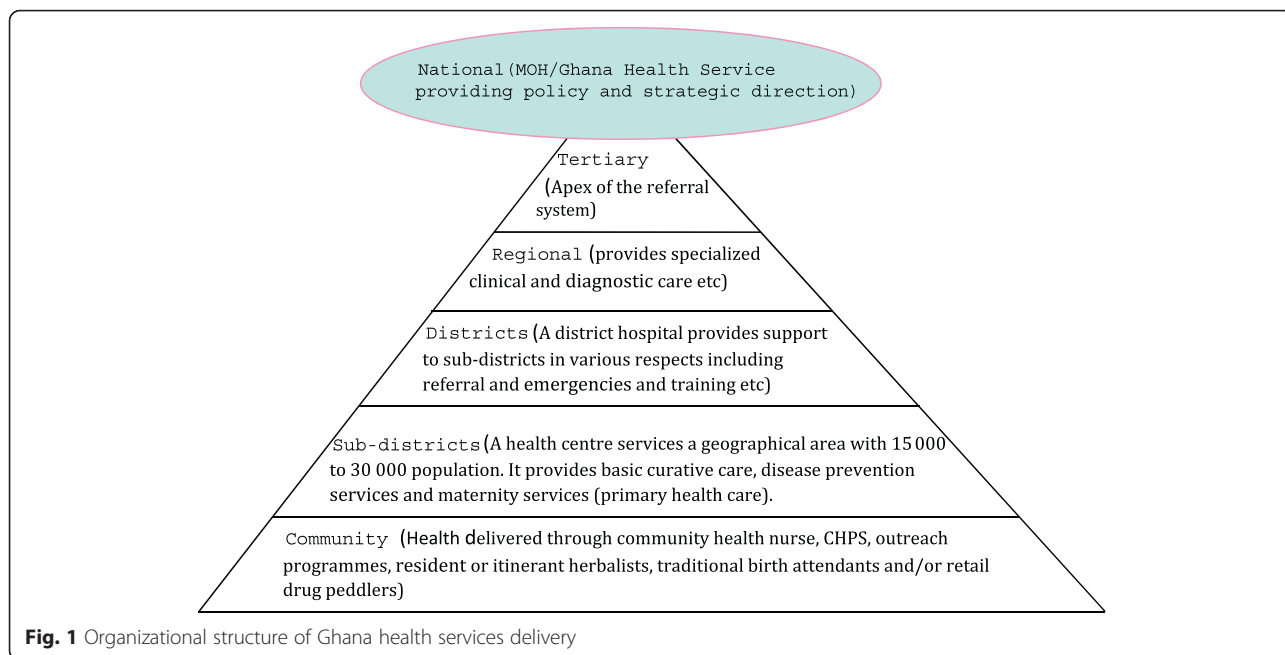 National(MOH/Ghana Health Service
providing policy and strategic direction)
Tertiary
(Apex of the referral
system)
Regional (provides specialized
clinical and diagnostic care etc)
Districts (A district hospital provides support
to sub-districts in various respects including
referral and emergencies and training etc)
Sub-districts (A health centre services a geographical area with 15 000
to 30 000 population. It provides basic curative care, disease prevention
services and maternity services (primary health care).
Community (Health delivered through community health nurse, CHPS, outreach
programmes, resident or itinerant herbalists, traditional birth attendants and/or retail
drug peddlers)
Fig. 1 Organizational structure of Ghana health services delivery